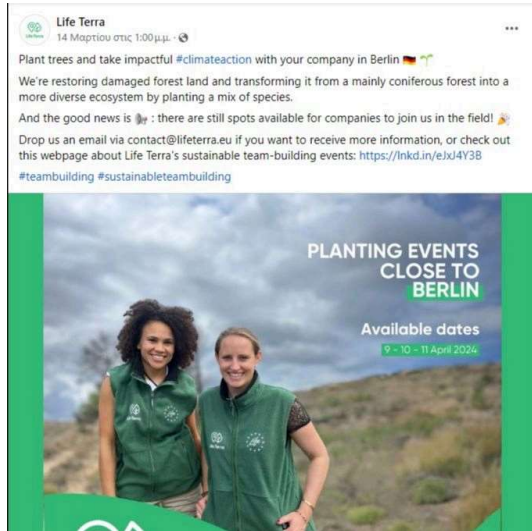 Life Terra
14 Μαρτίου στις 1:00 μ.μ. ·
Plant trees and take impactful #climateaction with your company in Berlin
We're restoring damaged forest land and transforming it from a mainly coniferous forest into a
more diverse ecosystem by planting a mix of species.
And the good news is : there are still spots available for companies to join us in the field!
Drop us an email via contact@lifeterra.eu if you want to receive more information, or check out
this webpage about Life Terra's sustainable team-building events: https://lnkd.in/eJxJ4Y3B
#teambuilding #sustainableteambuilding
PLANTING EVENTS
CLOSE TO
BERLIN
Available dates
9 - 10 - 11 April 2024